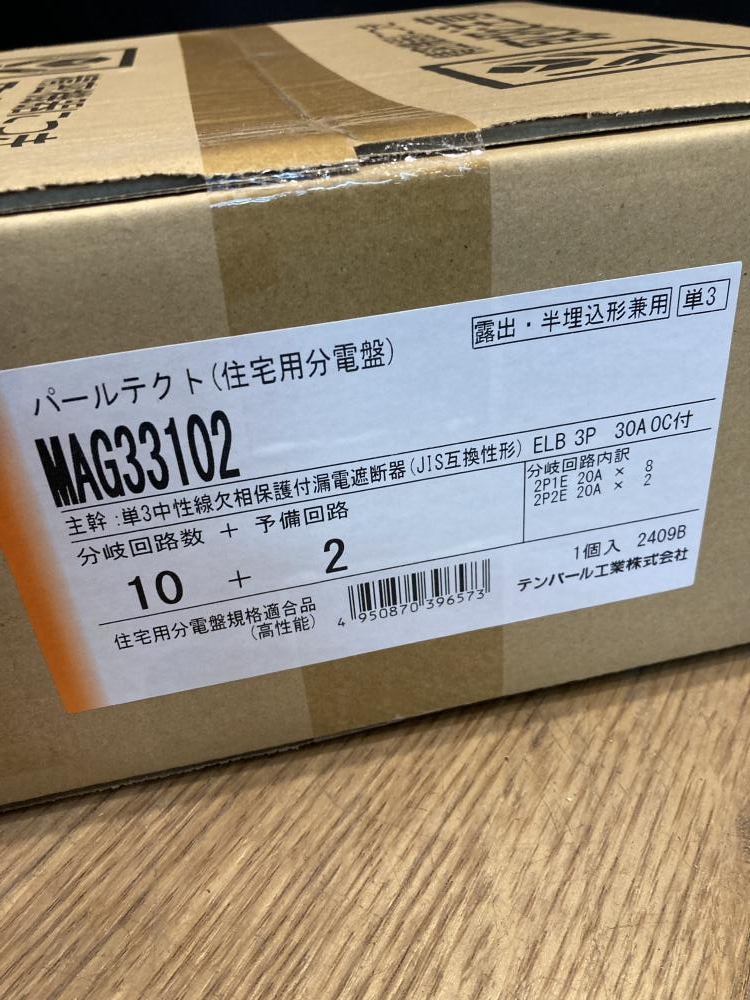 露出・半埋込形兼用 単3
パールテクト(住宅用分電盤)
MAG33102
主幹:単3中性線欠相保護付漏電遮断器(JIS互換性形) ELB 3P 30A OC付
分岐回路数 + 予備回路
10 + 2
分岐回路内訳
2P1E 20A × 8
2P2E 20A × 2
1個入 2409B
テンパール工業株式会社
住宅用分電盤規格適合品
(高性能)
4 950870 396573